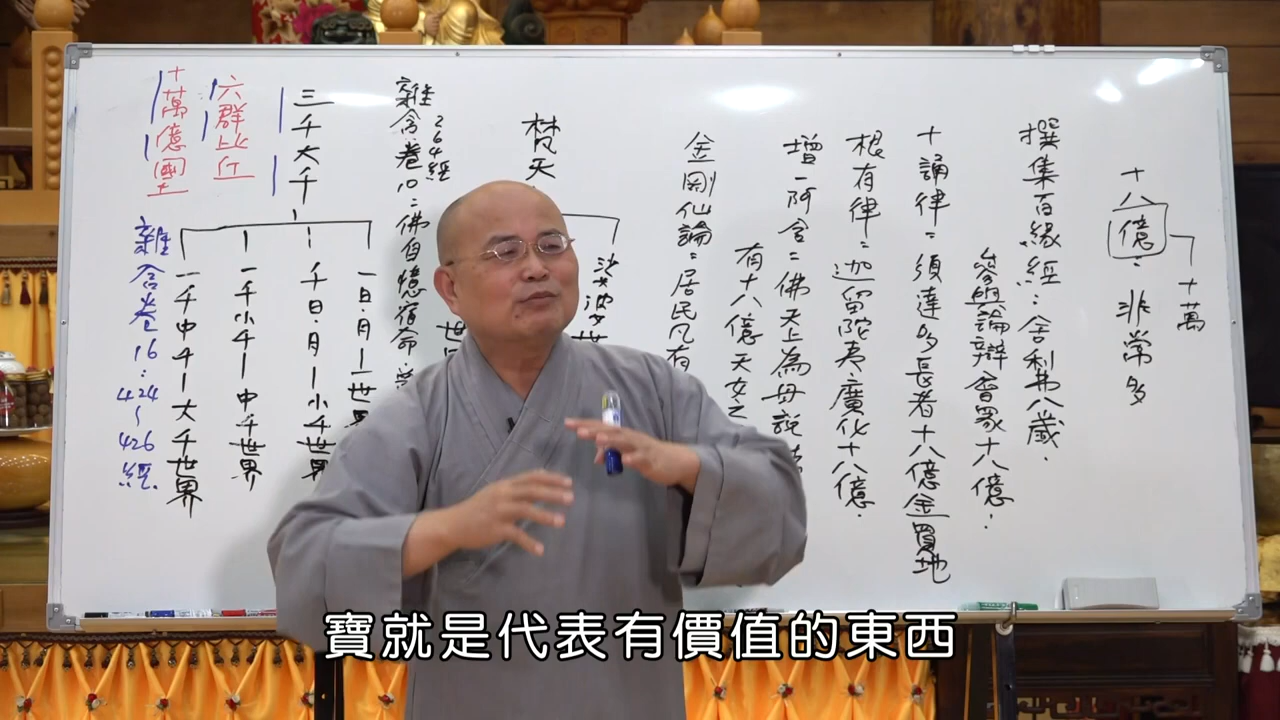 十八億：非常多
十萬
撰集百緣經：舍利弗八歲．
參與論辯會眾十八億．
十誦律：須達多長者十八億金買地
根有律：迦留陀夷廣化十八億．
增一阿含：佛天上為母說
有十八億天女之
金剛仙論：居民凡有
梵天
娑婆世
世
雜含．卷10：佛自憶宿命
264經
三千大千
一日．月－世界
千日．月－小千世界
一千小千－中千世界
一千中千－大千世界
六群比丘
十萬億國土
雜含卷16：424~426經
寶就是代表有價值的東西